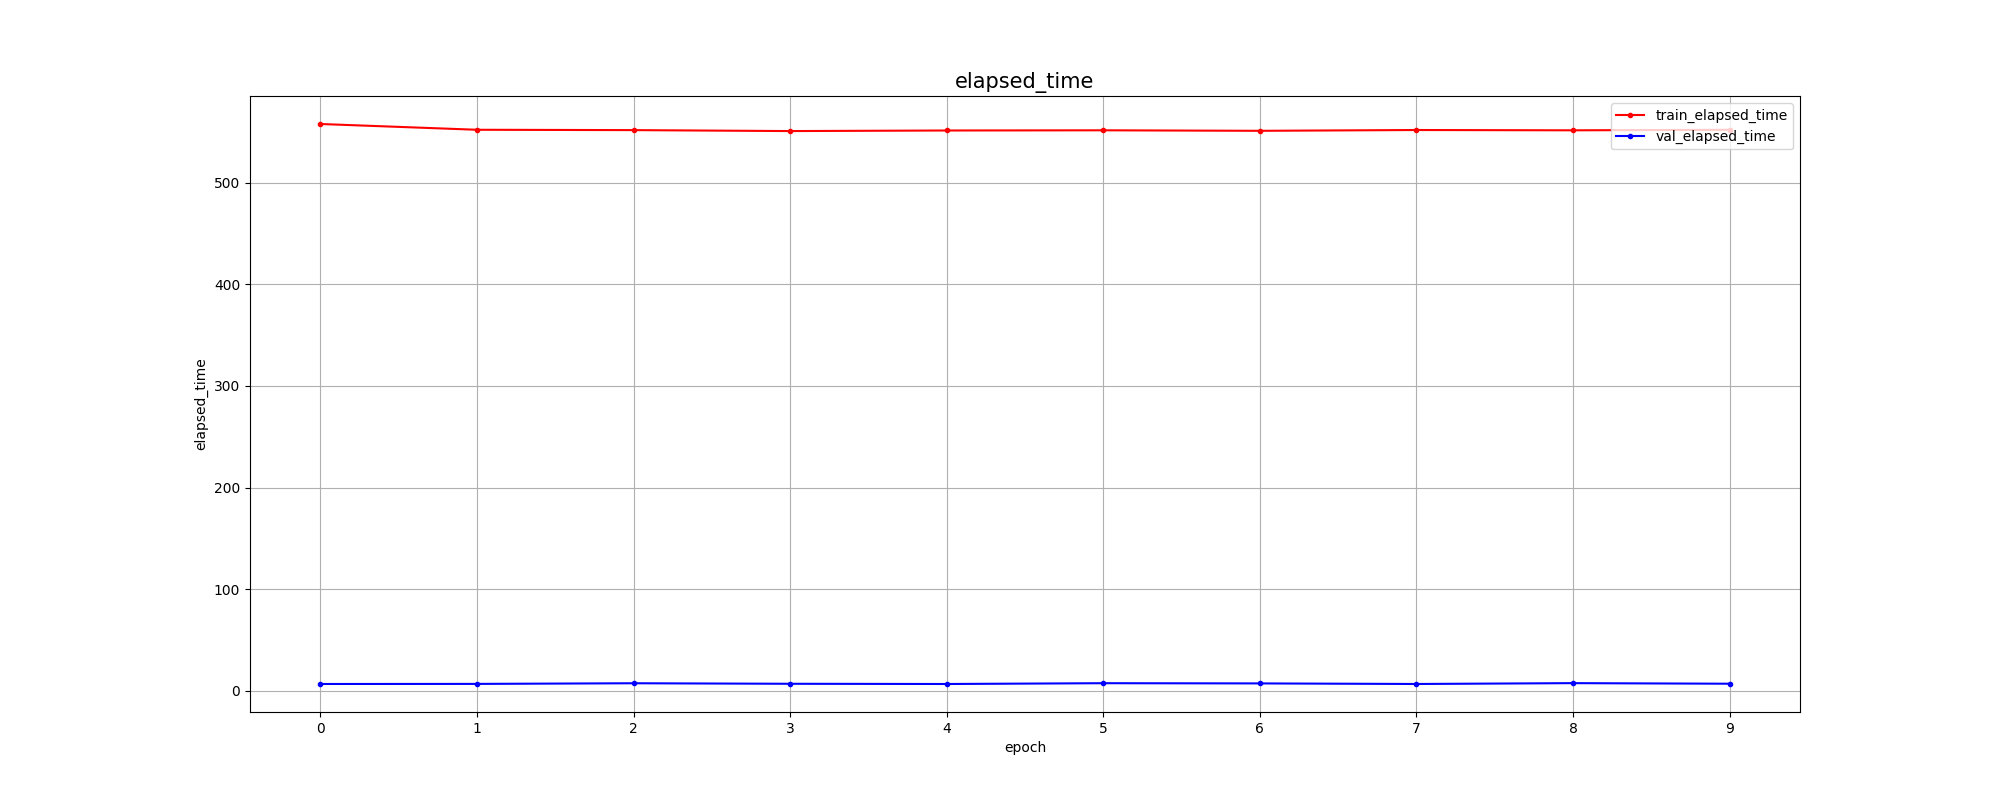 elapsed_time
train_elapsed_time
val_elapsed_time
500
400
300
200
100
0
elapsed_time
0 1 2 3 4 5 6 7 8 9
epoch